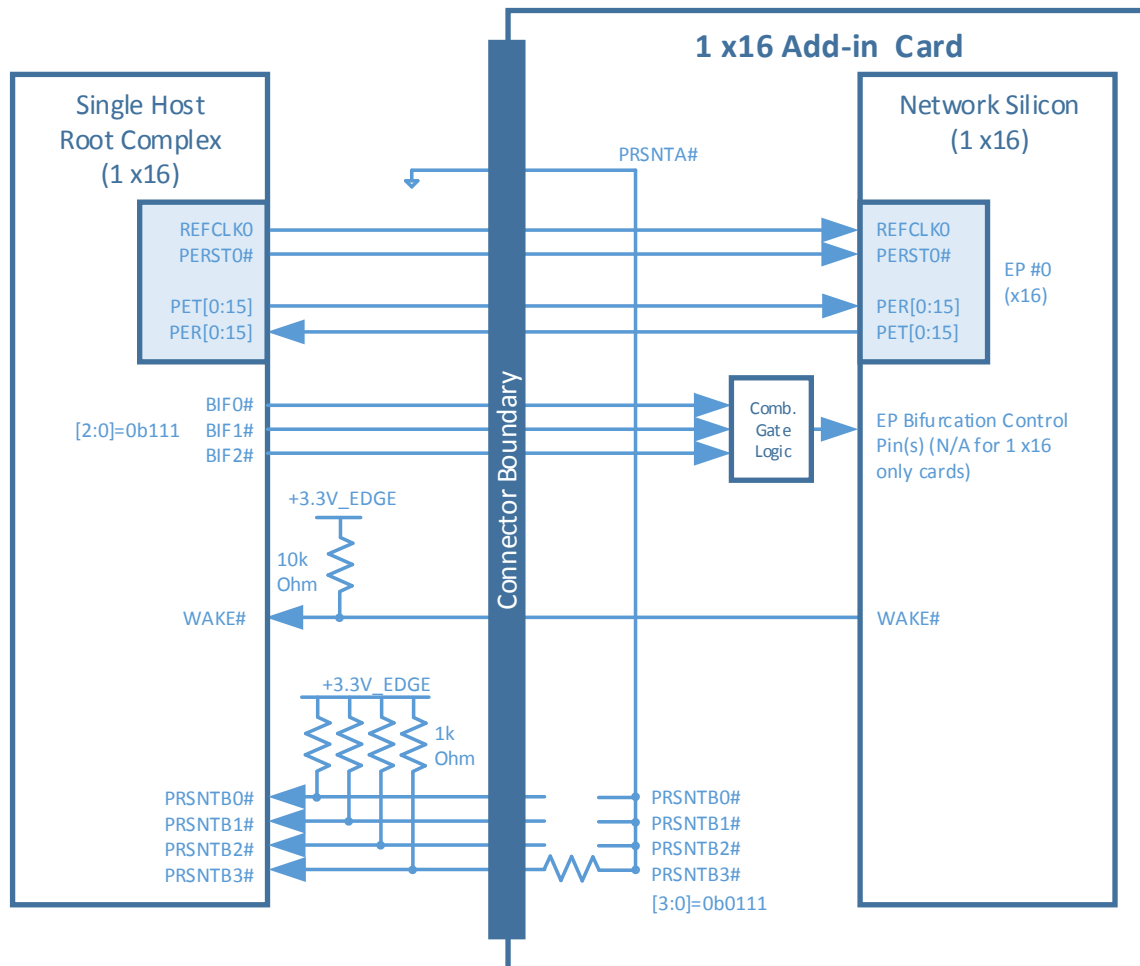 1 x16 Add-in Card
Single Host
Root Complex
(1 x16)
Network Silicon
(1 x16)
PRSNTA#
REFCLK0
PERST0#
PET[0:15]
PER[0:15]
REFCLK0
PERST0#
PER[0:15]
PET[0:15]
EP #0
(x16)
BIF0#
[2:0]=0b111 BIF1#
BIF2#
Comb.
Gate
Logic
EP Bifurcation Control
Pin(s) (N/A for 1 x16
only cards)
Connector Boundary
+3.3V_EDGE
10k
Ohm
WAKE#
WAKE#
+3.3V_EDGE
1k
Ohm
PRSNTB0#
PRSNTB1#
PRSNTB2#
PRSNTB3#
PRSNTB0#
PRSNTB1#
PRSNTB2#
PRSNTB3#
[3:0]=0b0111